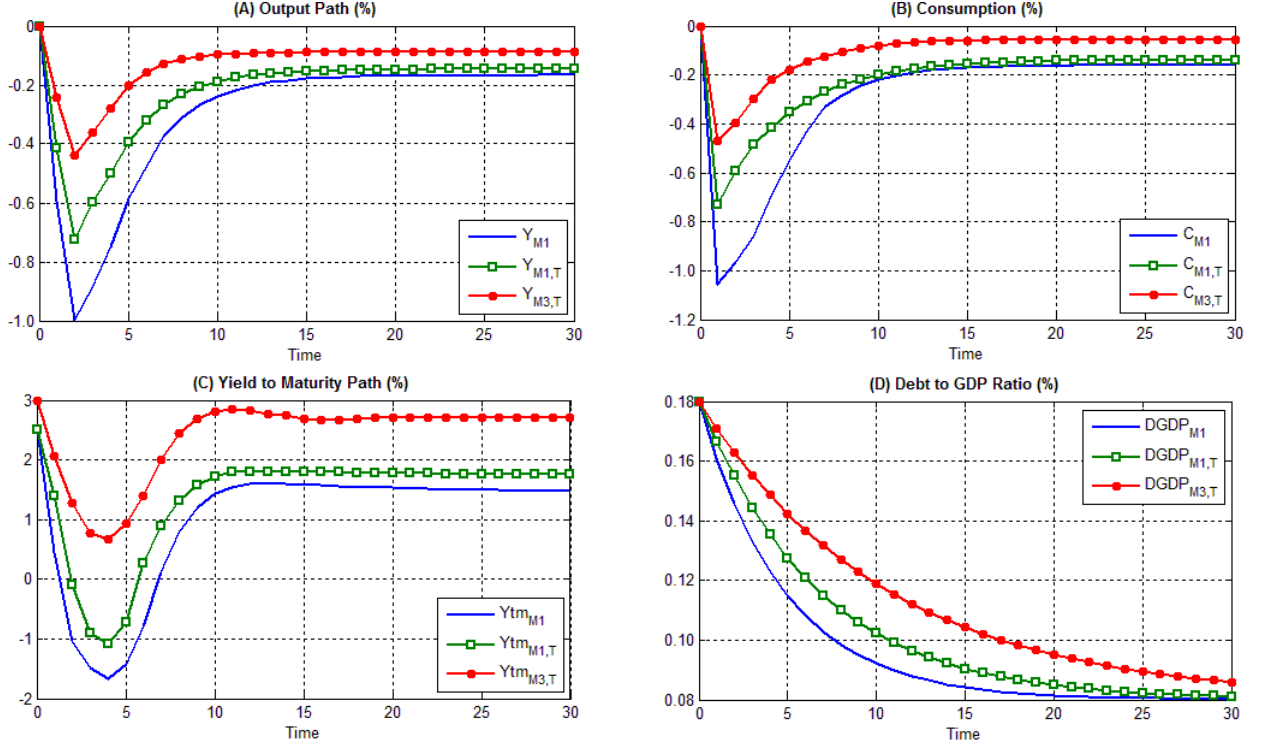 (A) Output Path (%)
0
-0.2
-0.4
-0.6
-0.8
-1.0
0 5 10 15 20 25 30
Time
Y_M1
Y_M1,T
Y_M3,T
(B) Consumption (%)
0
-0.2
-0.4
-0.6
-0.8
-1.0
-1.2
0 5 10 15 20 25 30
Time
C_M1
C_M1,T
C_M3,T
(C) Yield to Maturity Path (%)
3
2
1
0
-1
-2
0 5 10 15 20 25 30
Time
Ytm_M1
Ytm_M1,T
Ytm_M3,T
(D) Debt to GDP Ratio (%)
0.18
0.16
0.14
0.12
0.10
0.08
0 5 10 15 20 25 30
Time
DGDP_M1
DGDP_M1,T
DGDP_M3,T